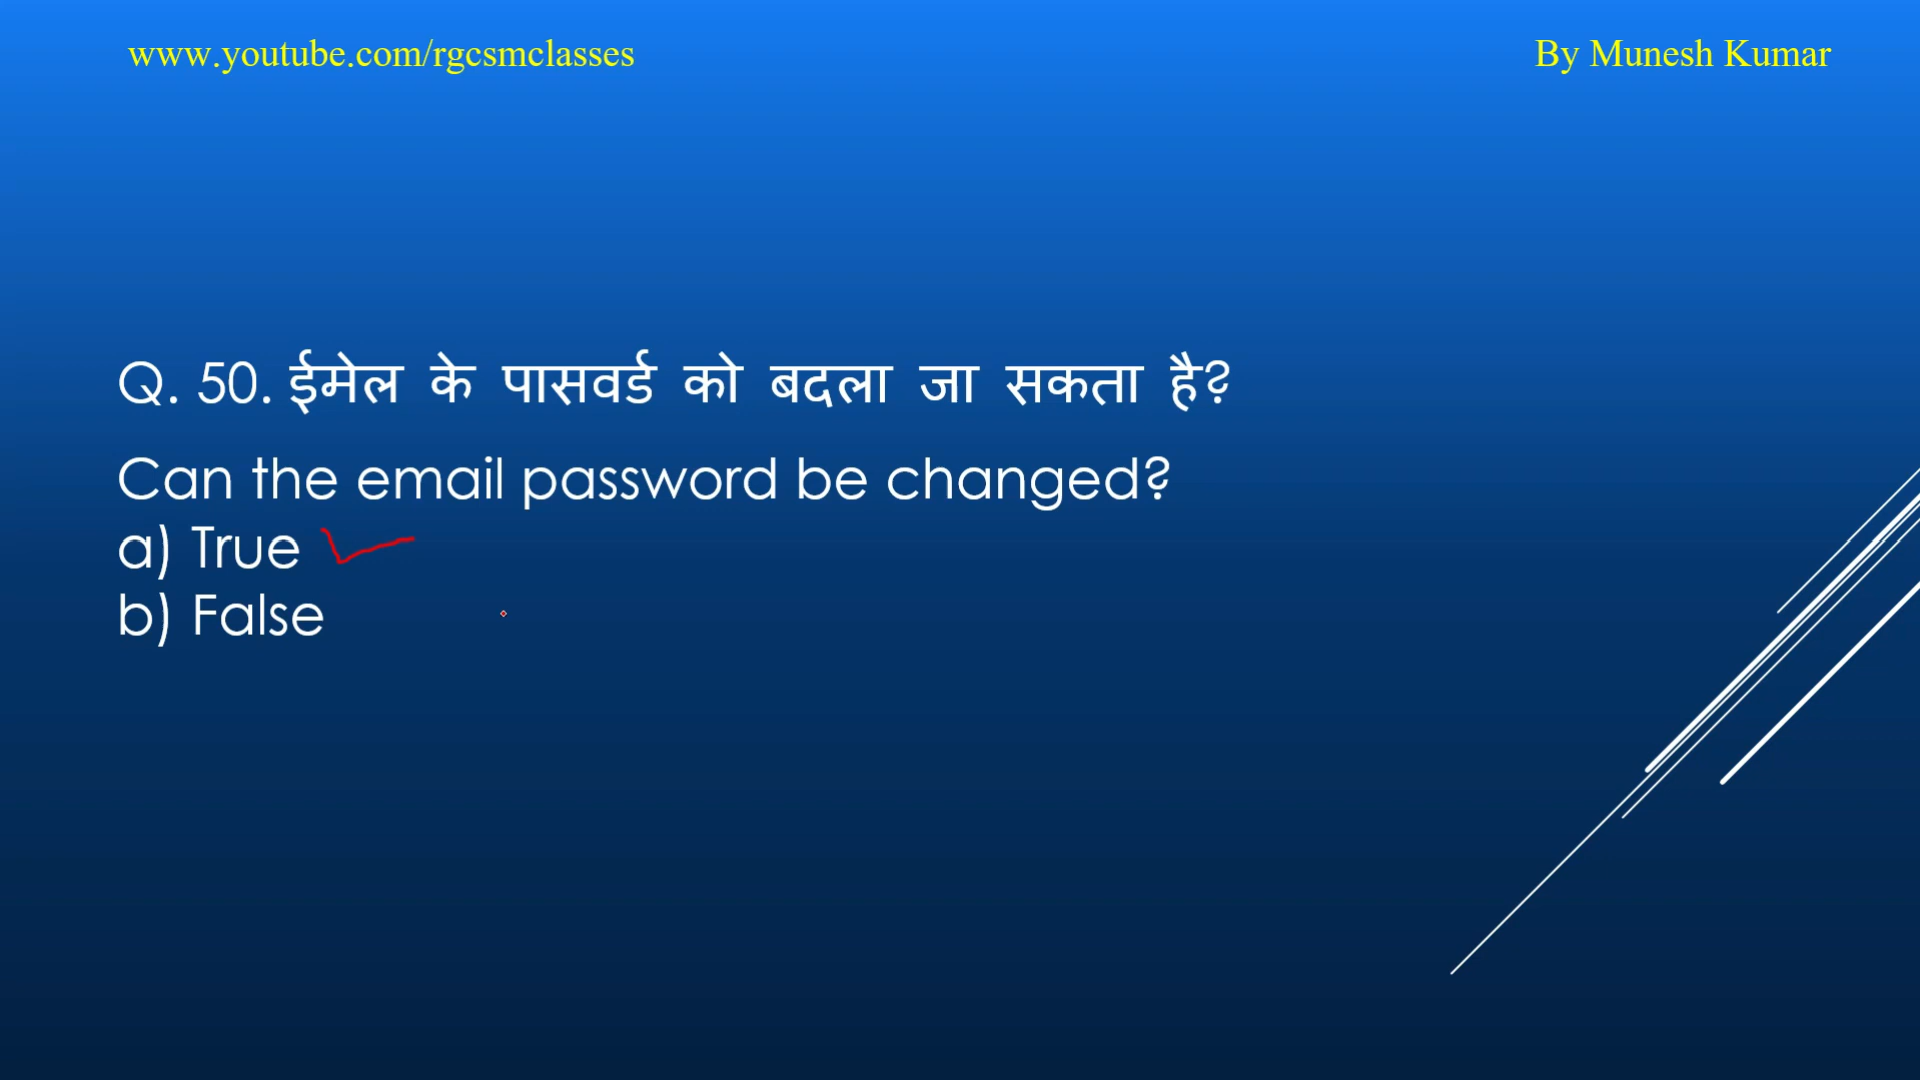 www.youtube.com/rgcsmclasses
By Munesh Kumar
Q. 50. ईमेल के पासवर्ड को बदला जा सकता है?
Can the email password be changed?
a) True
b) False